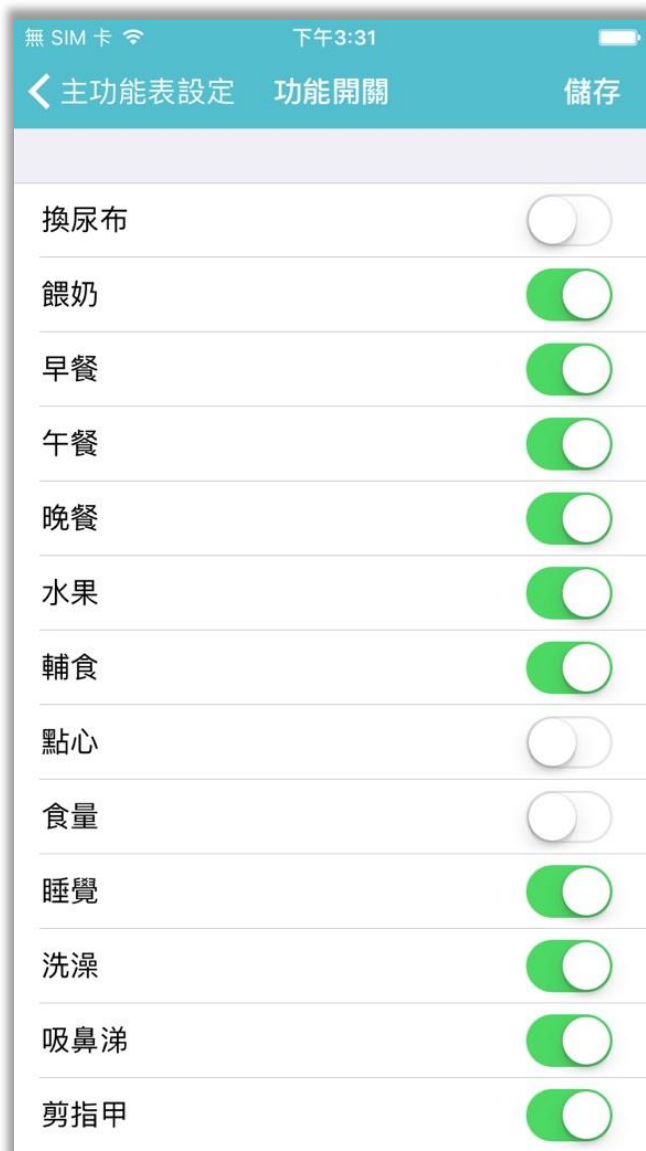 無 SIM 卡 下午3:31
主功能表設定 功能開關 儲存
換尿布
餵奶
早餐
午餐
晚餐
水果
輔食
點心
食量
睡覺
洗澡
吸鼻涕
剪指甲